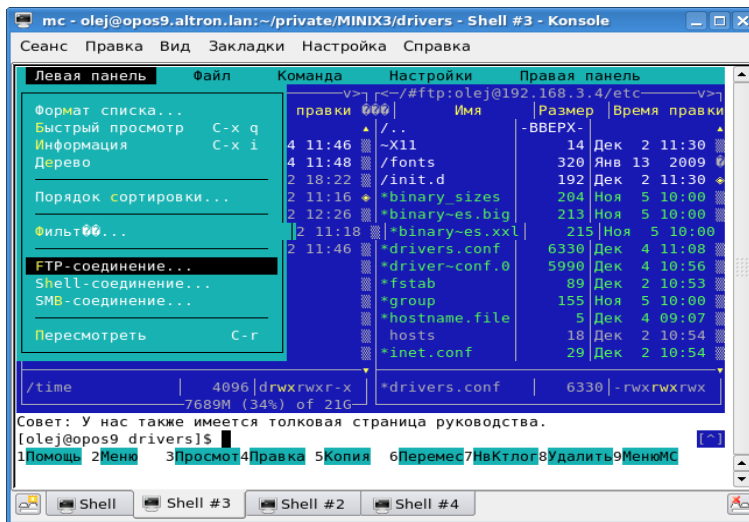 mc - olej@opos9.altron.lan:~/private/MINIX3/drivers - Shell #3 - Konsole
Сеанс Правка Вид Закладки Настройка Справка
Левая панель Файл Команда Настройки Правая панель
v>┐ ┌<─/#ftp:olej@192.168.3.4/etc─v>┐
Формат списка... правки ��� Имя Размер Время правки
Быстрый просмотр C-x q /.. -ВВЕРХ-
Информация C-x i 4 11:46 ~X11 14 Дек 2 11:30
Дерево 4 11:48 /fonts 320 Янв 13 2009 �
2 18:22 /init.d 192 Дек 2 11:30
Порядок сортировки... 2 11:16 *binary_sizes 204 Ноя 5 10:00
2 12:26 *binary~es.big 213 Ноя 5 10:00
Фильт��... 2 11:18 *binary~es.xxl 215 Ноя 5 10:00
2 11:46 *drivers.conf 6330 Дек 4 11:08
FTP-соединение... *driver~conf.0 5990 Дек 4 10:56
Shell-соединение... *fstab 89 Дек 2 10:53
SMB-соединение... *group 155 Ноя 5 10:00
*hostname.file 5 Дек 4 09:07
Пересмотреть C-r hosts 18 Дек 2 10:54
*inet.conf 29 Дек 2 10:54
/time 4096 drwxrwxr-x *drivers.conf 6330 -rwxrwxrwx
7689M (34%) of 21G
Совет: У нас также имеется толковая страница руководства.
[olej@opos9 drivers]$ [^]
1Помощь 2Меню 3Просмот4Правка 5Копия 6Перемес7НвКтлог8Удалить9МенюМС
Shell Shell #3 Shell #2 Shell #4